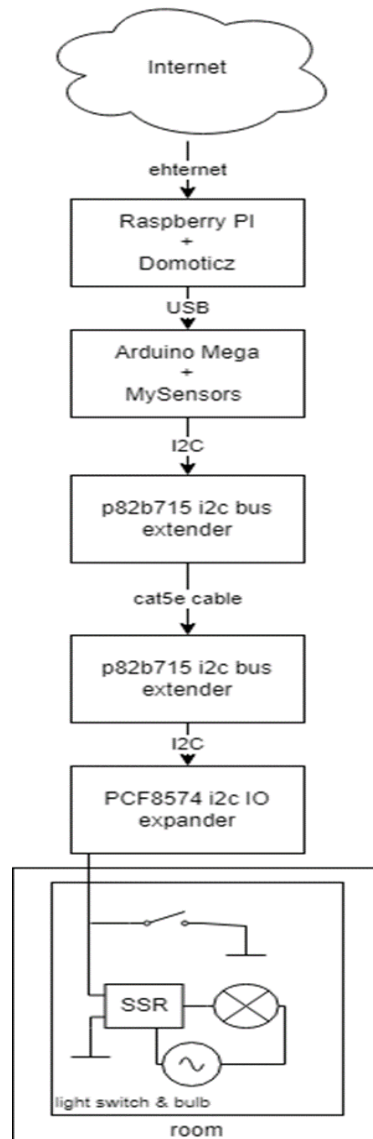 Internet
ehternet
Raspberry PI
+
Domoticz
USB
Arduino Mega
+
MySensors
I2C
p82b715 i2c bus
extender
cat5e cable
p82b715 i2c bus
extender
I2C
PCF8574 i2c IO
expander
SSR
light switch & bulb
room